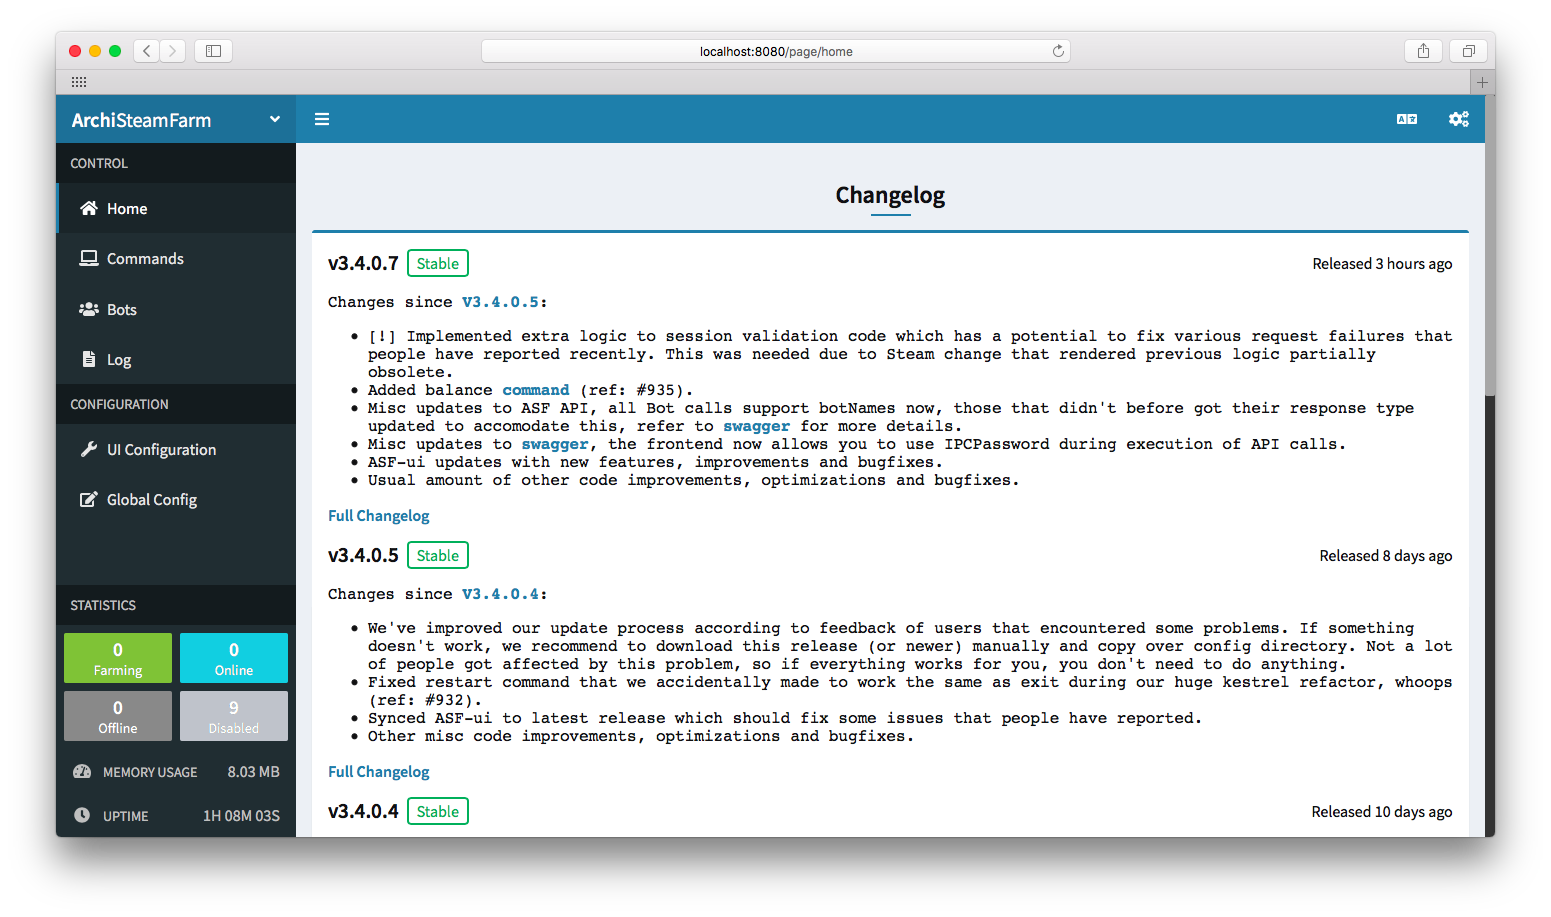 localhost:8080/page/home
ArchiSteamFarm
CONTROL
Home
Commands
Bots
Log
CONFIGURATION
UI Configuration
Global Config
STATISTICS
0
Farming
0
Online
0
Offline
9
Disabled
MEMORY USAGE 8.03 MB
UPTIME 1H 08M 03S
Changelog
v3.4.0.7 Stable Released 3 hours ago
Changes since V3.4.0.5:
• [!] Implemented extra logic to session validation code which has a potential to fix various request failures that
people have reported recently. This was needed due to Steam change that rendered previous logic partially
obsolete.
• Added balance command (ref: #935).
• Misc updates to ASF API, all Bot calls support botNames now, those that didn't before got their response type
updated to accomodate this, refer to swagger for more details.
• Misc updates to swagger, the frontend now allows you to use IPCPassword during execution of API calls.
• ASF-ui updates with new features, improvements and bugfixes.
• Usual amount of other code improvements, optimizations and bugfixes.
Full Changelog
v3.4.0.5 Stable Released 8 days ago
Changes since V3.4.0.4:
• We've improved our update process according to feedback of users that encountered some problems. If something
doesn't work, we recommend to download this release (or newer) manually and copy over config directory. Not a lot
of people got affected by this problem, so if everything works for you, you don't need to do anything.
• Fixed restart command that we accidentally made to work the same as exit during our huge kestrel refactor, whoops
(ref: #932).
• Synced ASF-ui to latest release which should fix some issues that people have reported.
• Other misc code improvements, optimizations and bugfixes.
Full Changelog
v3.4.0.4 Stable Released 10 days ago